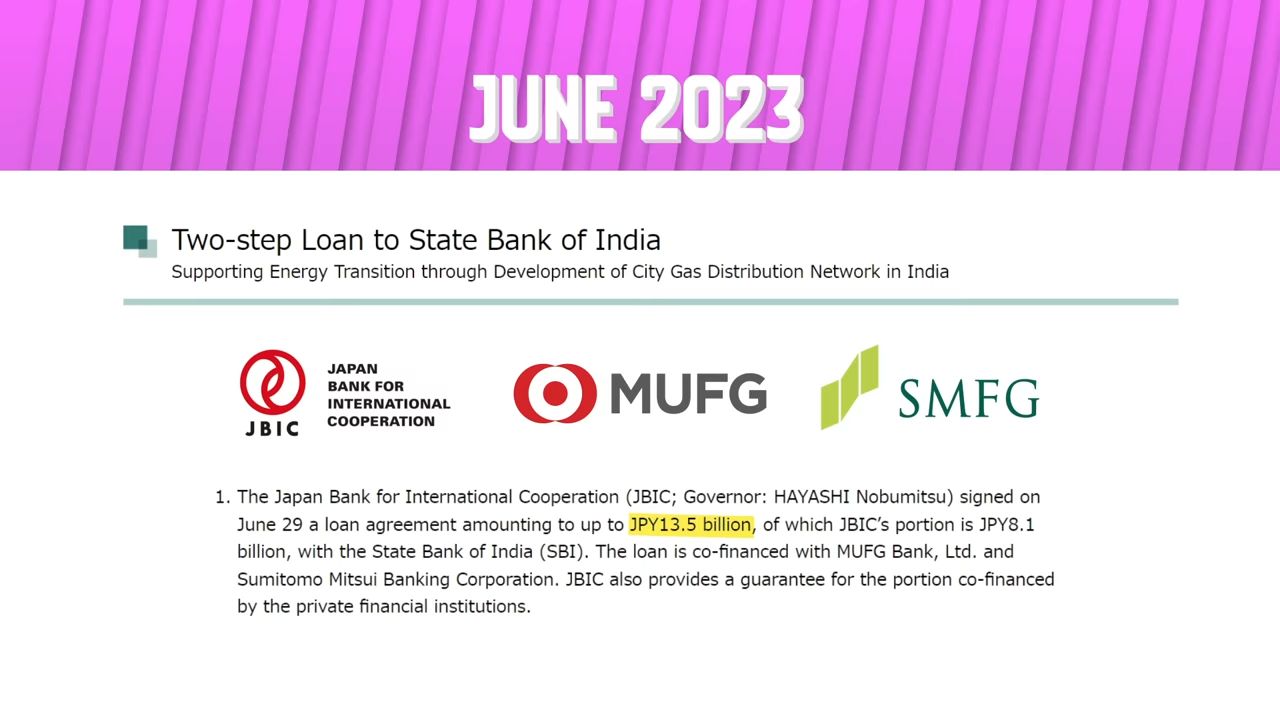 JUNE 2023
Two-step Loan to State Bank of India
Supporting Energy Transition through Development of City Gas Distribution Network in India
JBIC
JAPAN
BANK FOR
INTERNATIONAL
COOPERATION
MUFG
SMFG
1. The Japan Bank for International Cooperation (JBIC; Governor: HAYASHI Nobumitsu) signed on
June 29 a loan agreement amounting to up to JPY13.5 billion, of which JBIC’s portion is JPY8.1
billion, with the State Bank of India (SBI). The loan is co-financed with MUFG Bank, Ltd. and
Sumitomo Mitsui Banking Corporation. JBIC also provides a guarantee for the portion co-financed
by the private financial institutions.